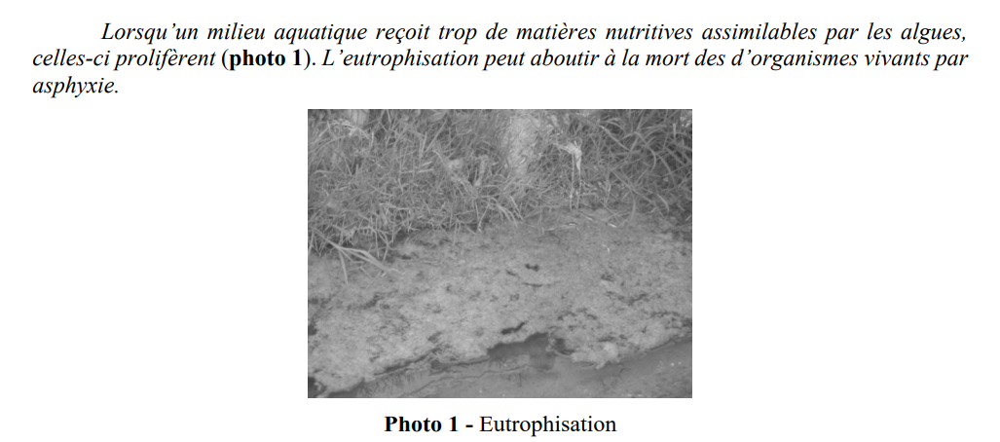 Lorsqu’un milieu aquatique reçoit trop de matières nutritives assimilables par les algues,
celles-ci prolifèrent (photo 1). L’eutrophisation peut aboutir à la mort des d’organismes vivants par
asphyxie.
Photo 1 - Eutrophisation